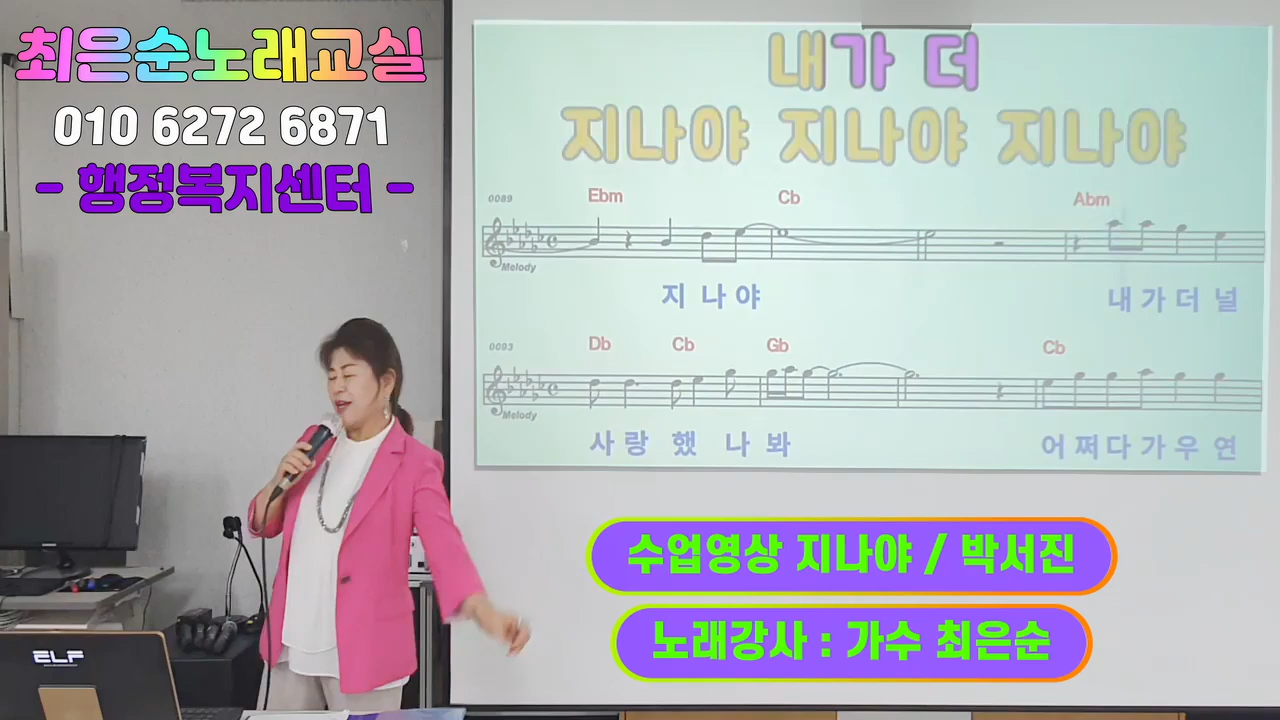 최은순노래교실
010 6272 6871
- 행정복지센터 -
내가 더
지나야 지나야 지나야
0089
Ebm Cb Abm
Melody
지 나 야 내 가 더 널
0093
Db Cb Gb Cb
Melody
사 랑 했 나 봐 어 쩌 다 가 우 연
수업영상 지나야 / 박서진
노래강사 : 가수 최은순
ELF